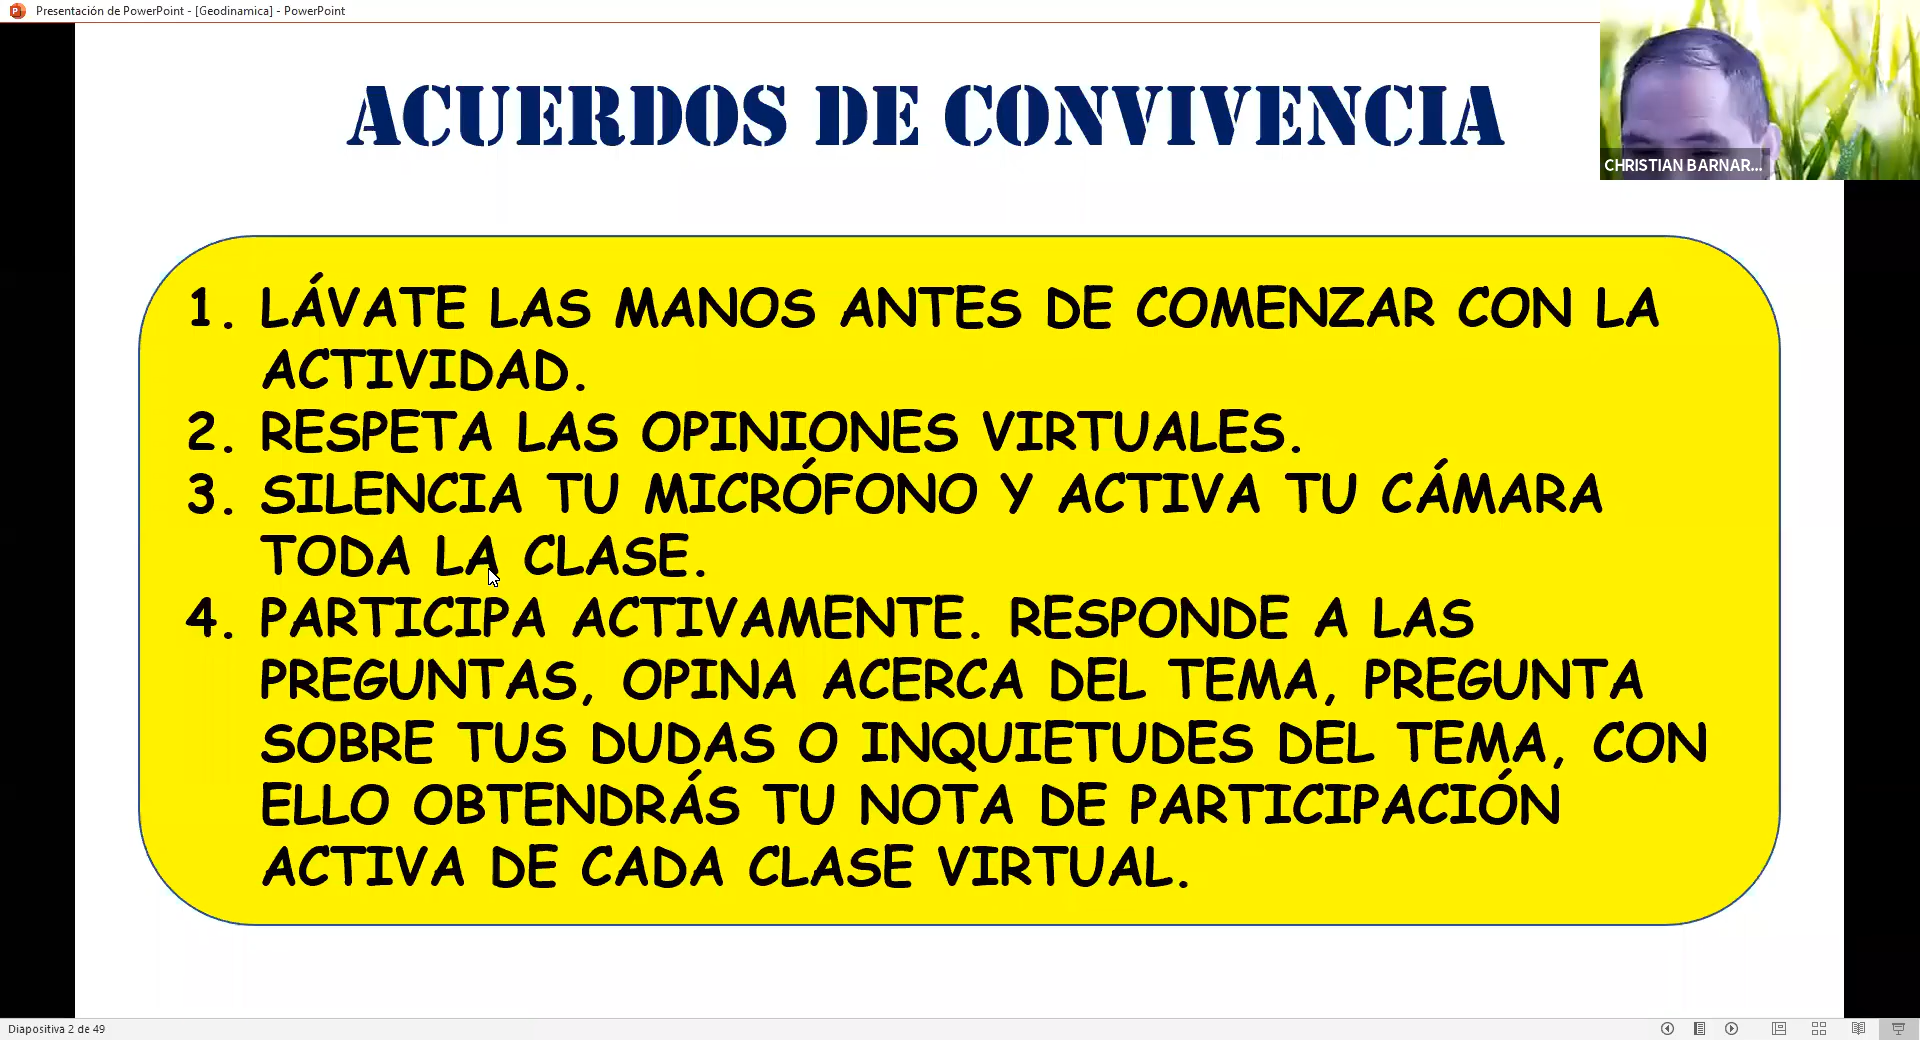 Presentación de PowerPoint - [Geodinamica] - PowerPoint
ACUERDOS DE CONVIVENCIA
CHRISTIAN BARNAR...
1. LÁVATE LAS MANOS ANTES DE COMENZAR CON LA
ACTIVIDAD.
2. RESPETA LAS OPINIONES VIRTUALES.
3. SILENCIA TU MICRÓFONO Y ACTIVA TU CÁMARA
TODA LA CLASE.
4. PARTICIPA ACTIVAMENTE. RESPONDE A LAS
PREGUNTAS, OPINA ACERCA DEL TEMA, PREGUNTA
SOBRE TUS DUDAS O INQUIETUDES DEL TEMA, CON
ELLO OBTENDRÁS TU NOTA DE PARTICIPACIÓN
ACTIVA DE CADA CLASE VIRTUAL.
Diapositiva 2 de 49